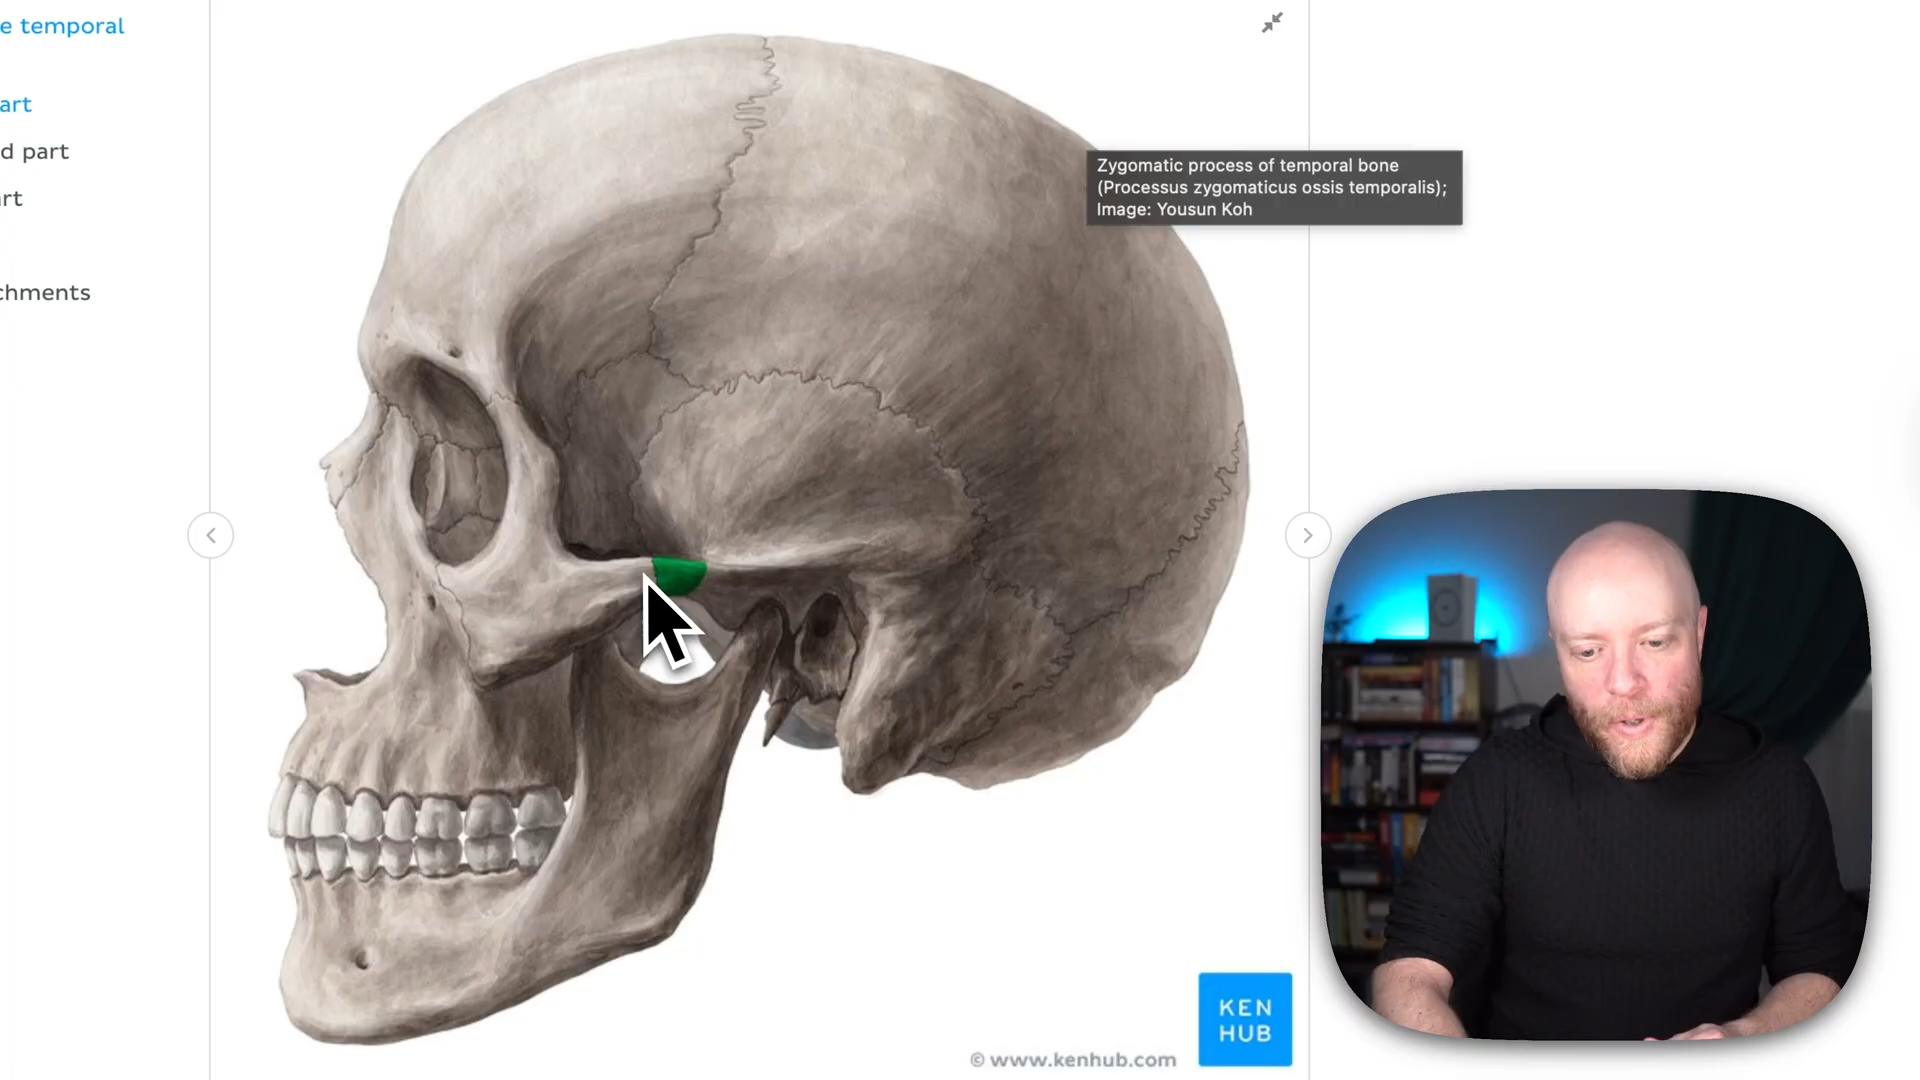 e temporal
art
d part
rt
chments
Zygomatic process of temporal bone
(Processus zygomaticus ossis temporalis);
Image: Yousun Koh
KEN
HUB
© www.kenhub.com